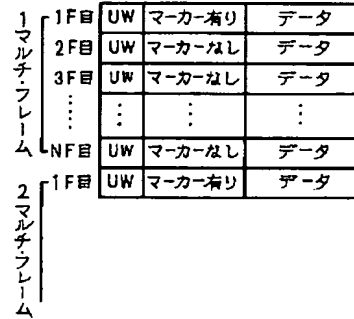 1マルチ・フレーム
1F目 UW マーカー有り データ
2F目 UW マーカーなし データ
3F目 UW マーカーなし データ
⋮ ⋮ ⋮ ⋮
NF目 UW マーカーなし データ
2マルチ・フレーム
1F目 UW マーカー有り データ